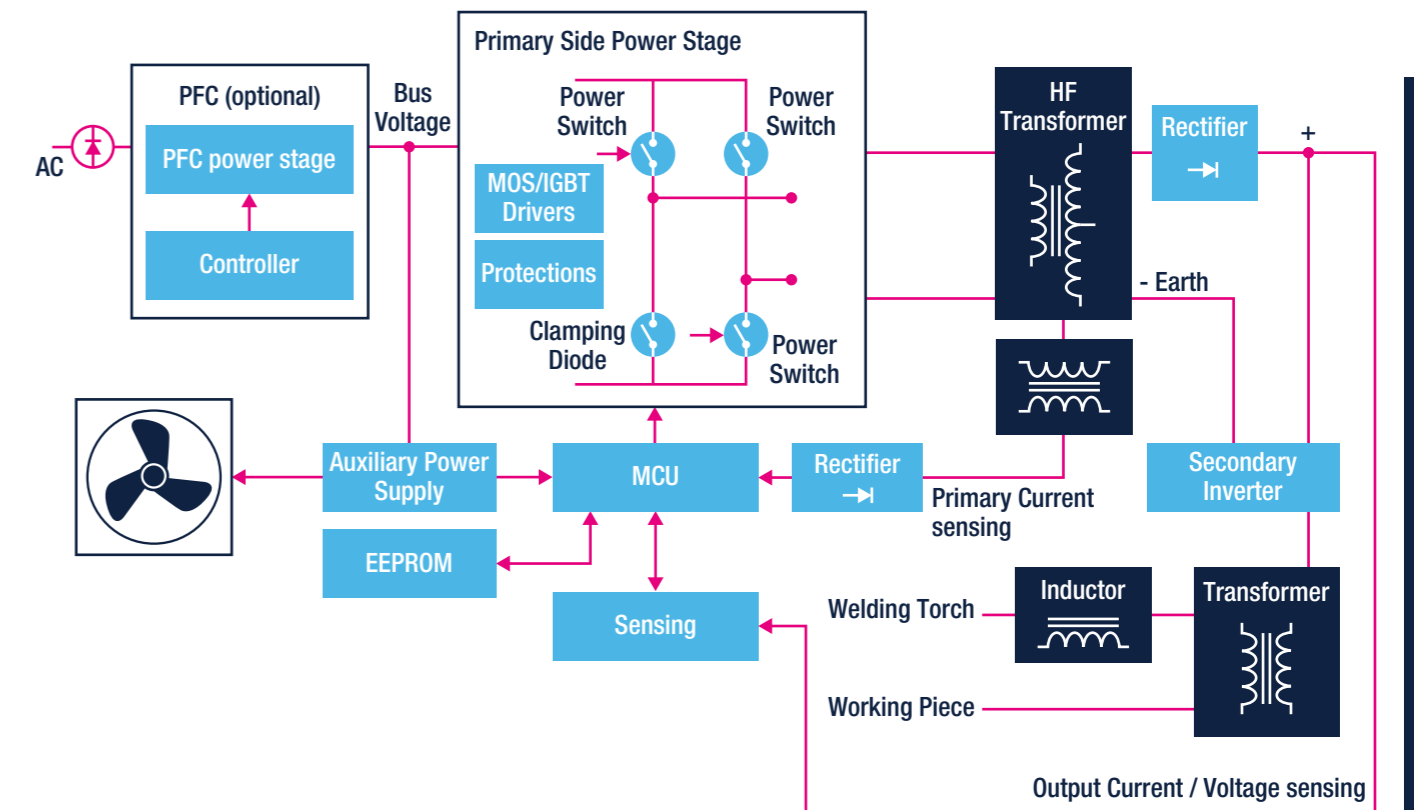 Primary Side Power Stage
PFC (optional)
PFC power stage
Controller
AC
Bus
Voltage
Power
Switch
Power
Switch
MOS/IGBT
Drivers
Protections
Clamping
Diode
Power
Switch
HF
Transformer
Rectifier
+
- Earth
Auxiliary Power
Supply
MCU
Rectifier
Primary Current
sensing
Secondary
Inverter
EEPROM
Sensing
Welding Torch
Inductor
Transformer
Working Piece
Output Current / Voltage sensing